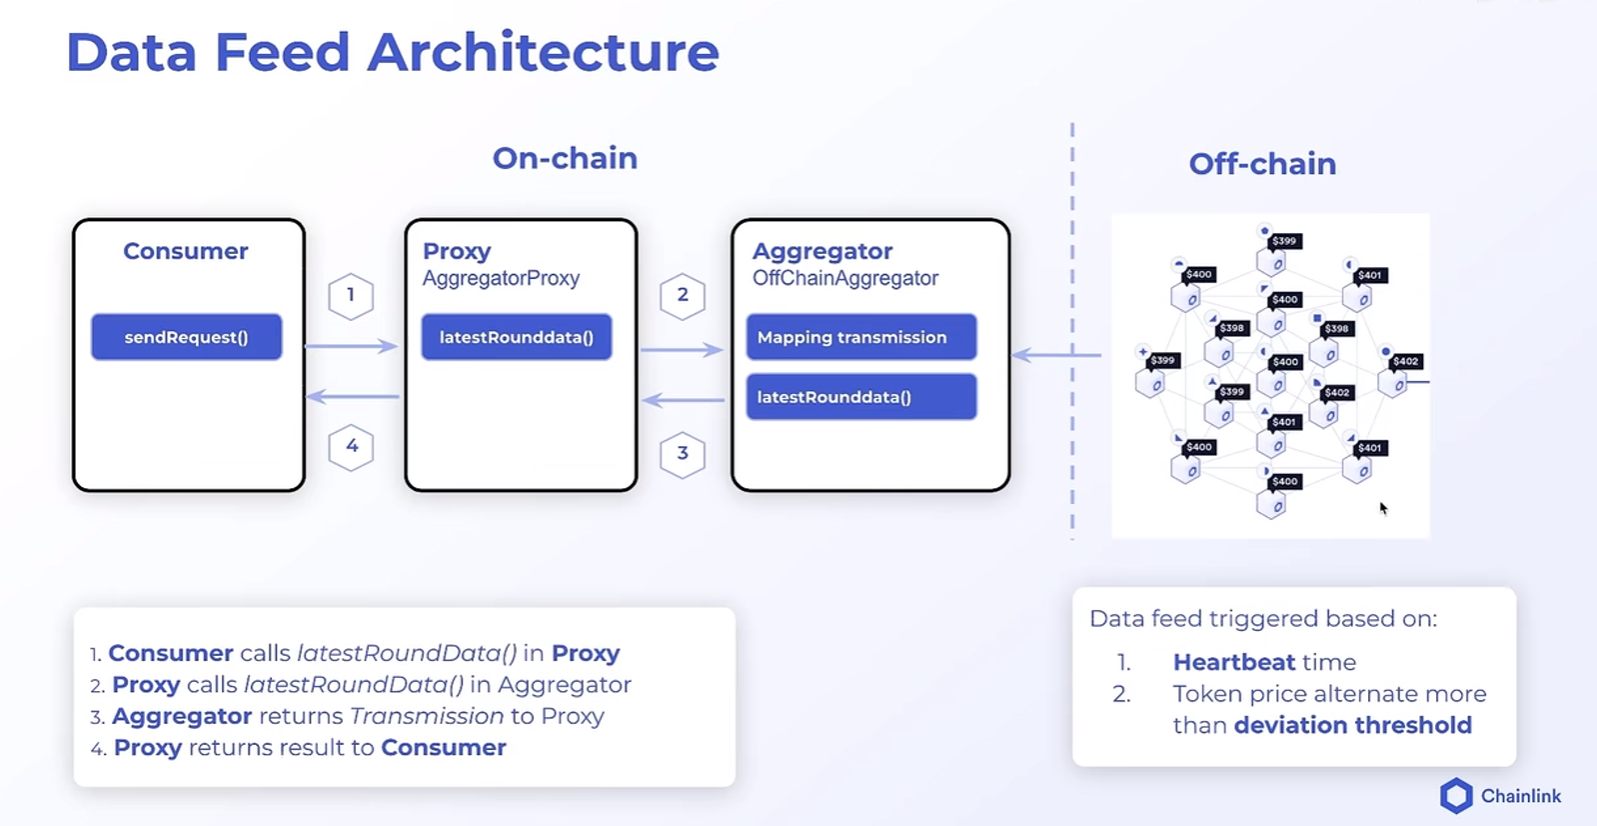 Data Feed Architecture
On-chain
Off-chain
Consumer
sendRequest()
1
4
Proxy
AggregatorProxy
latestRounddata()
2
3
Aggregator
OffChainAggregator
Mapping transmission
latestRounddata()
$399
$400
$401
$400
$398
$398
$399
$400
$402
$399
$402
$401
$400
$401
$400
1. Consumer calls latestRoundData() in Proxy
2. Proxy calls latestRoundData() in Aggregator
3. Aggregator returns Transmission to Proxy
4. Proxy returns result to Consumer
Data feed triggered based on:
1. Heartbeat time
2. Token price alternate more
than deviation threshold
Chainlink